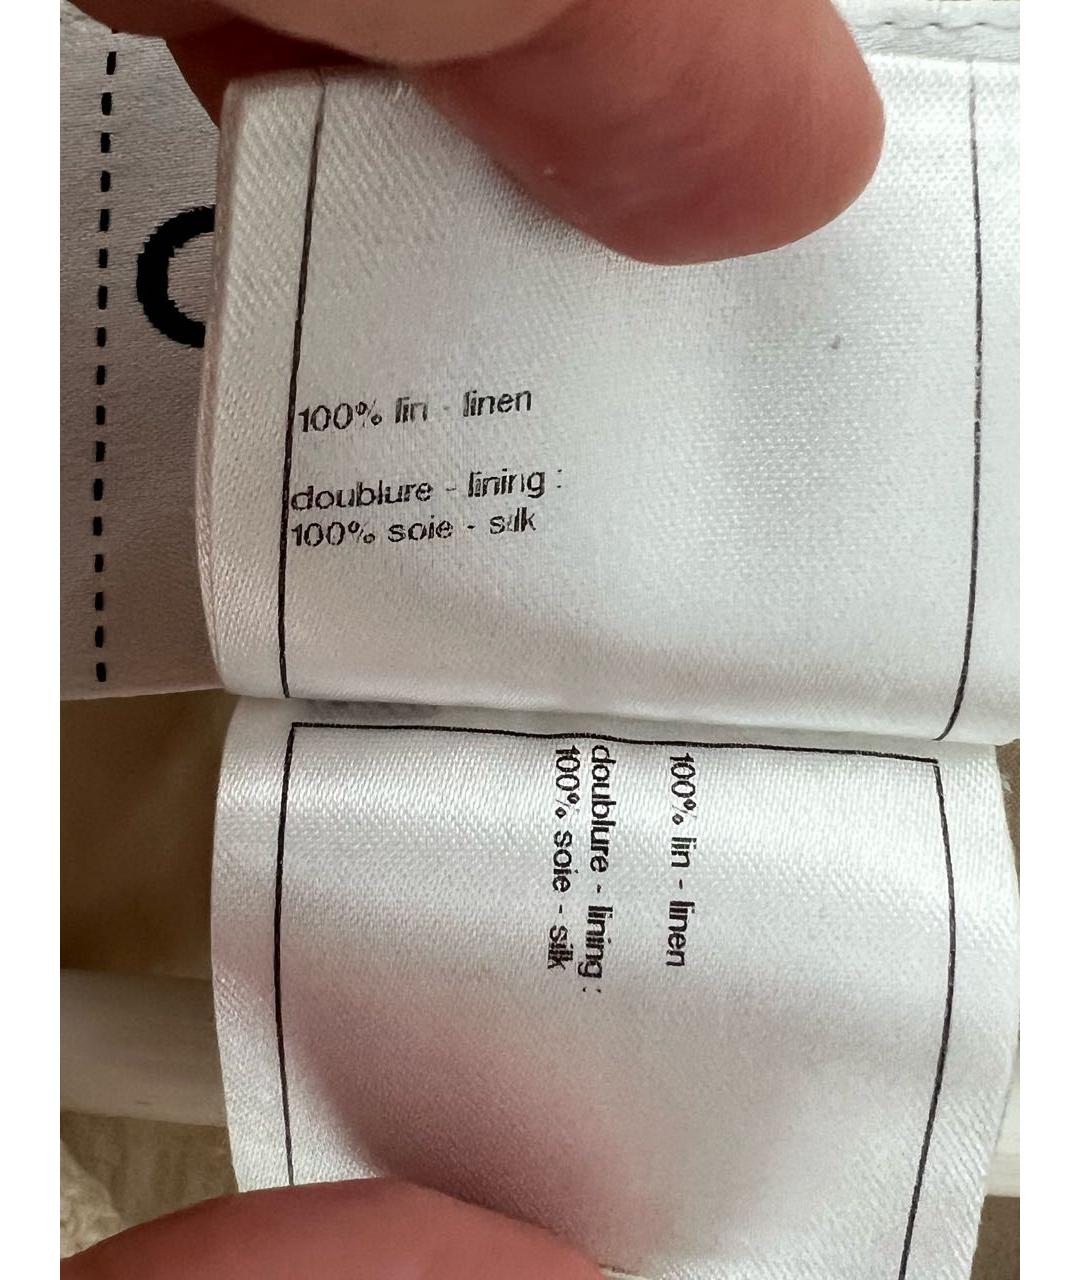 100% lin - linen
doublure - lining :
100% soie - silk
100% lin - linen
doublure - lining :
100% soie - silk